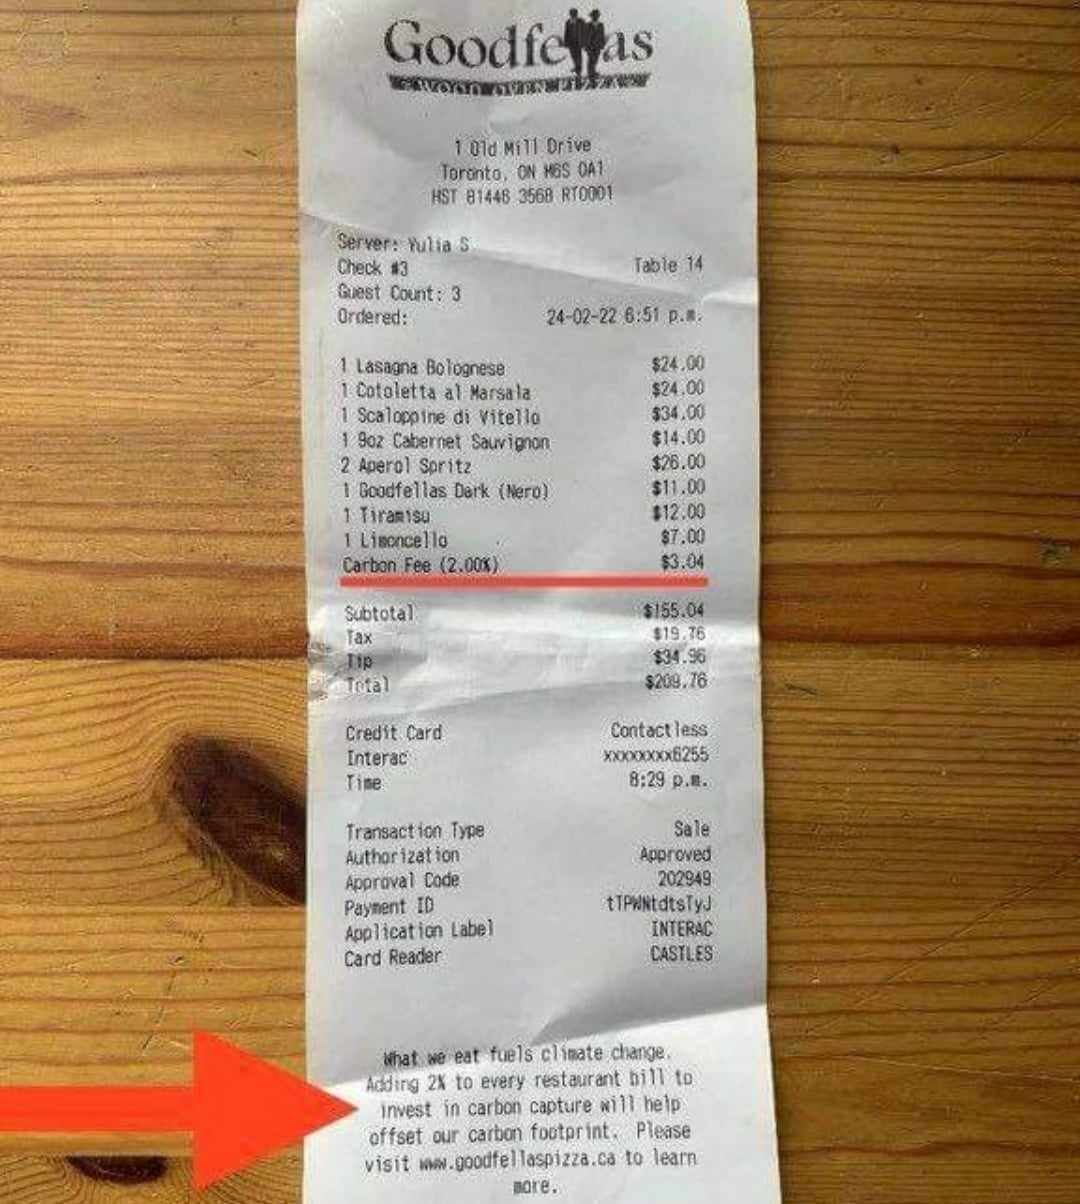 Goodfellas
WOOD OVEN PIZZA
1 Old Mill Drive
Toronto, ON M6S 0A1
HST 81446 3568 RT0001
Server: Yulia S
Check #3 Table 14
Guest Count: 3
Ordered: 24-02-22 6:51 p.m.
1 Lasagna Bolognese $24.00
1 Cotoletta al Marsala $24.00
1 Scaloppine di Vitello $34.00
1 9oz Cabernet Sauvignon $14.00
2 Aperol Spritz $26.00
1 Goodfellas Dark (Nero) $11.00
1 Tiramisu $12.00
1 Limoncello $7.00
Carbon Fee (2.00%) $3.04
Subtotal $155.04
Tax $19.76
Tip $34.96
Total $209.76
Credit Card Contactless
Interac xxxxxxxx6255
Time 8:29 p.m.
Transaction Type Sale
Authorization Approved
Approval Code 202949
Payment ID tTPWNtdtsTyJ
Application Label INTERAC
Card Reader CASTLES
What we eat fuels climate change.
Adding 2% to every restaurant bill to
invest in carbon capture will help
offset our carbon footprint. Please
visit www.goodfellaspizza.ca to learn
more.